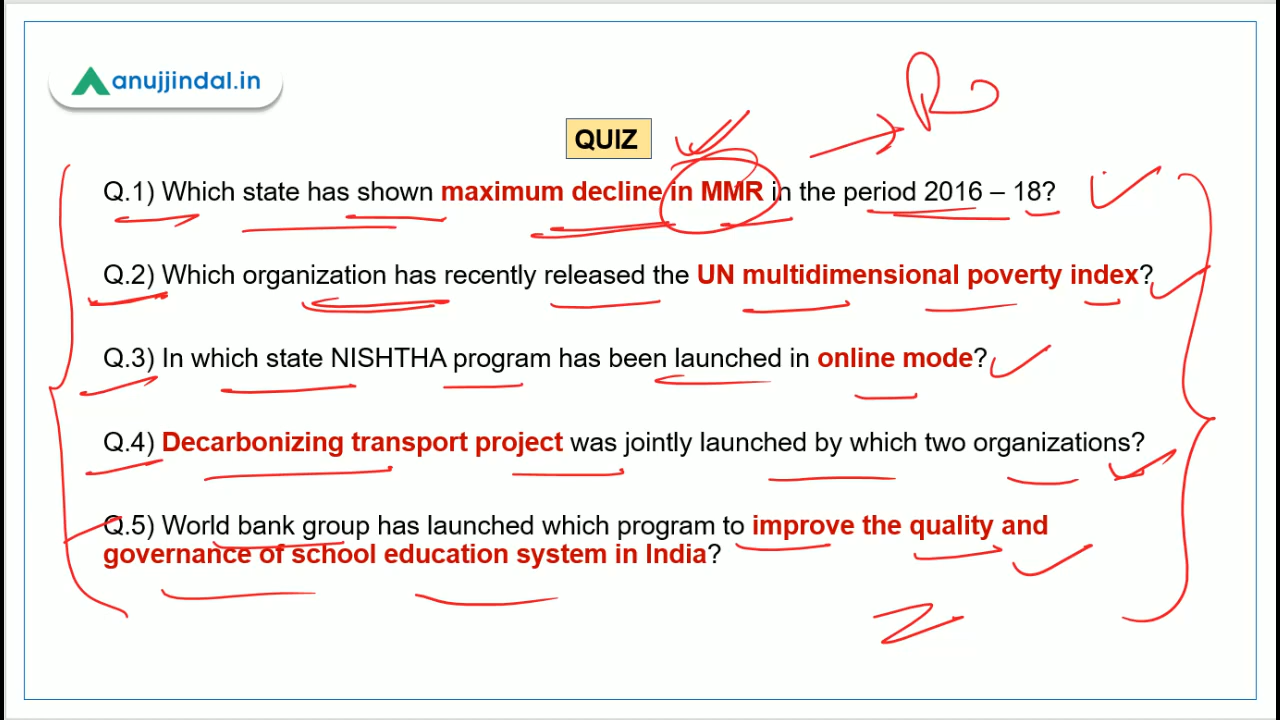 anujjindal.in
QUIZ
Q.1) Which state has shown maximum decline in MMR in the period 2016 – 18?
Q.2) Which organization has recently released the UN multidimensional poverty index?
Q.3) In which state NISHTHA program has been launched in online mode?
Q.4) Decarbonizing transport project was jointly launched by which two organizations?
Q.5) World bank group has launched which program to improve the quality and
governance of school education system in India?